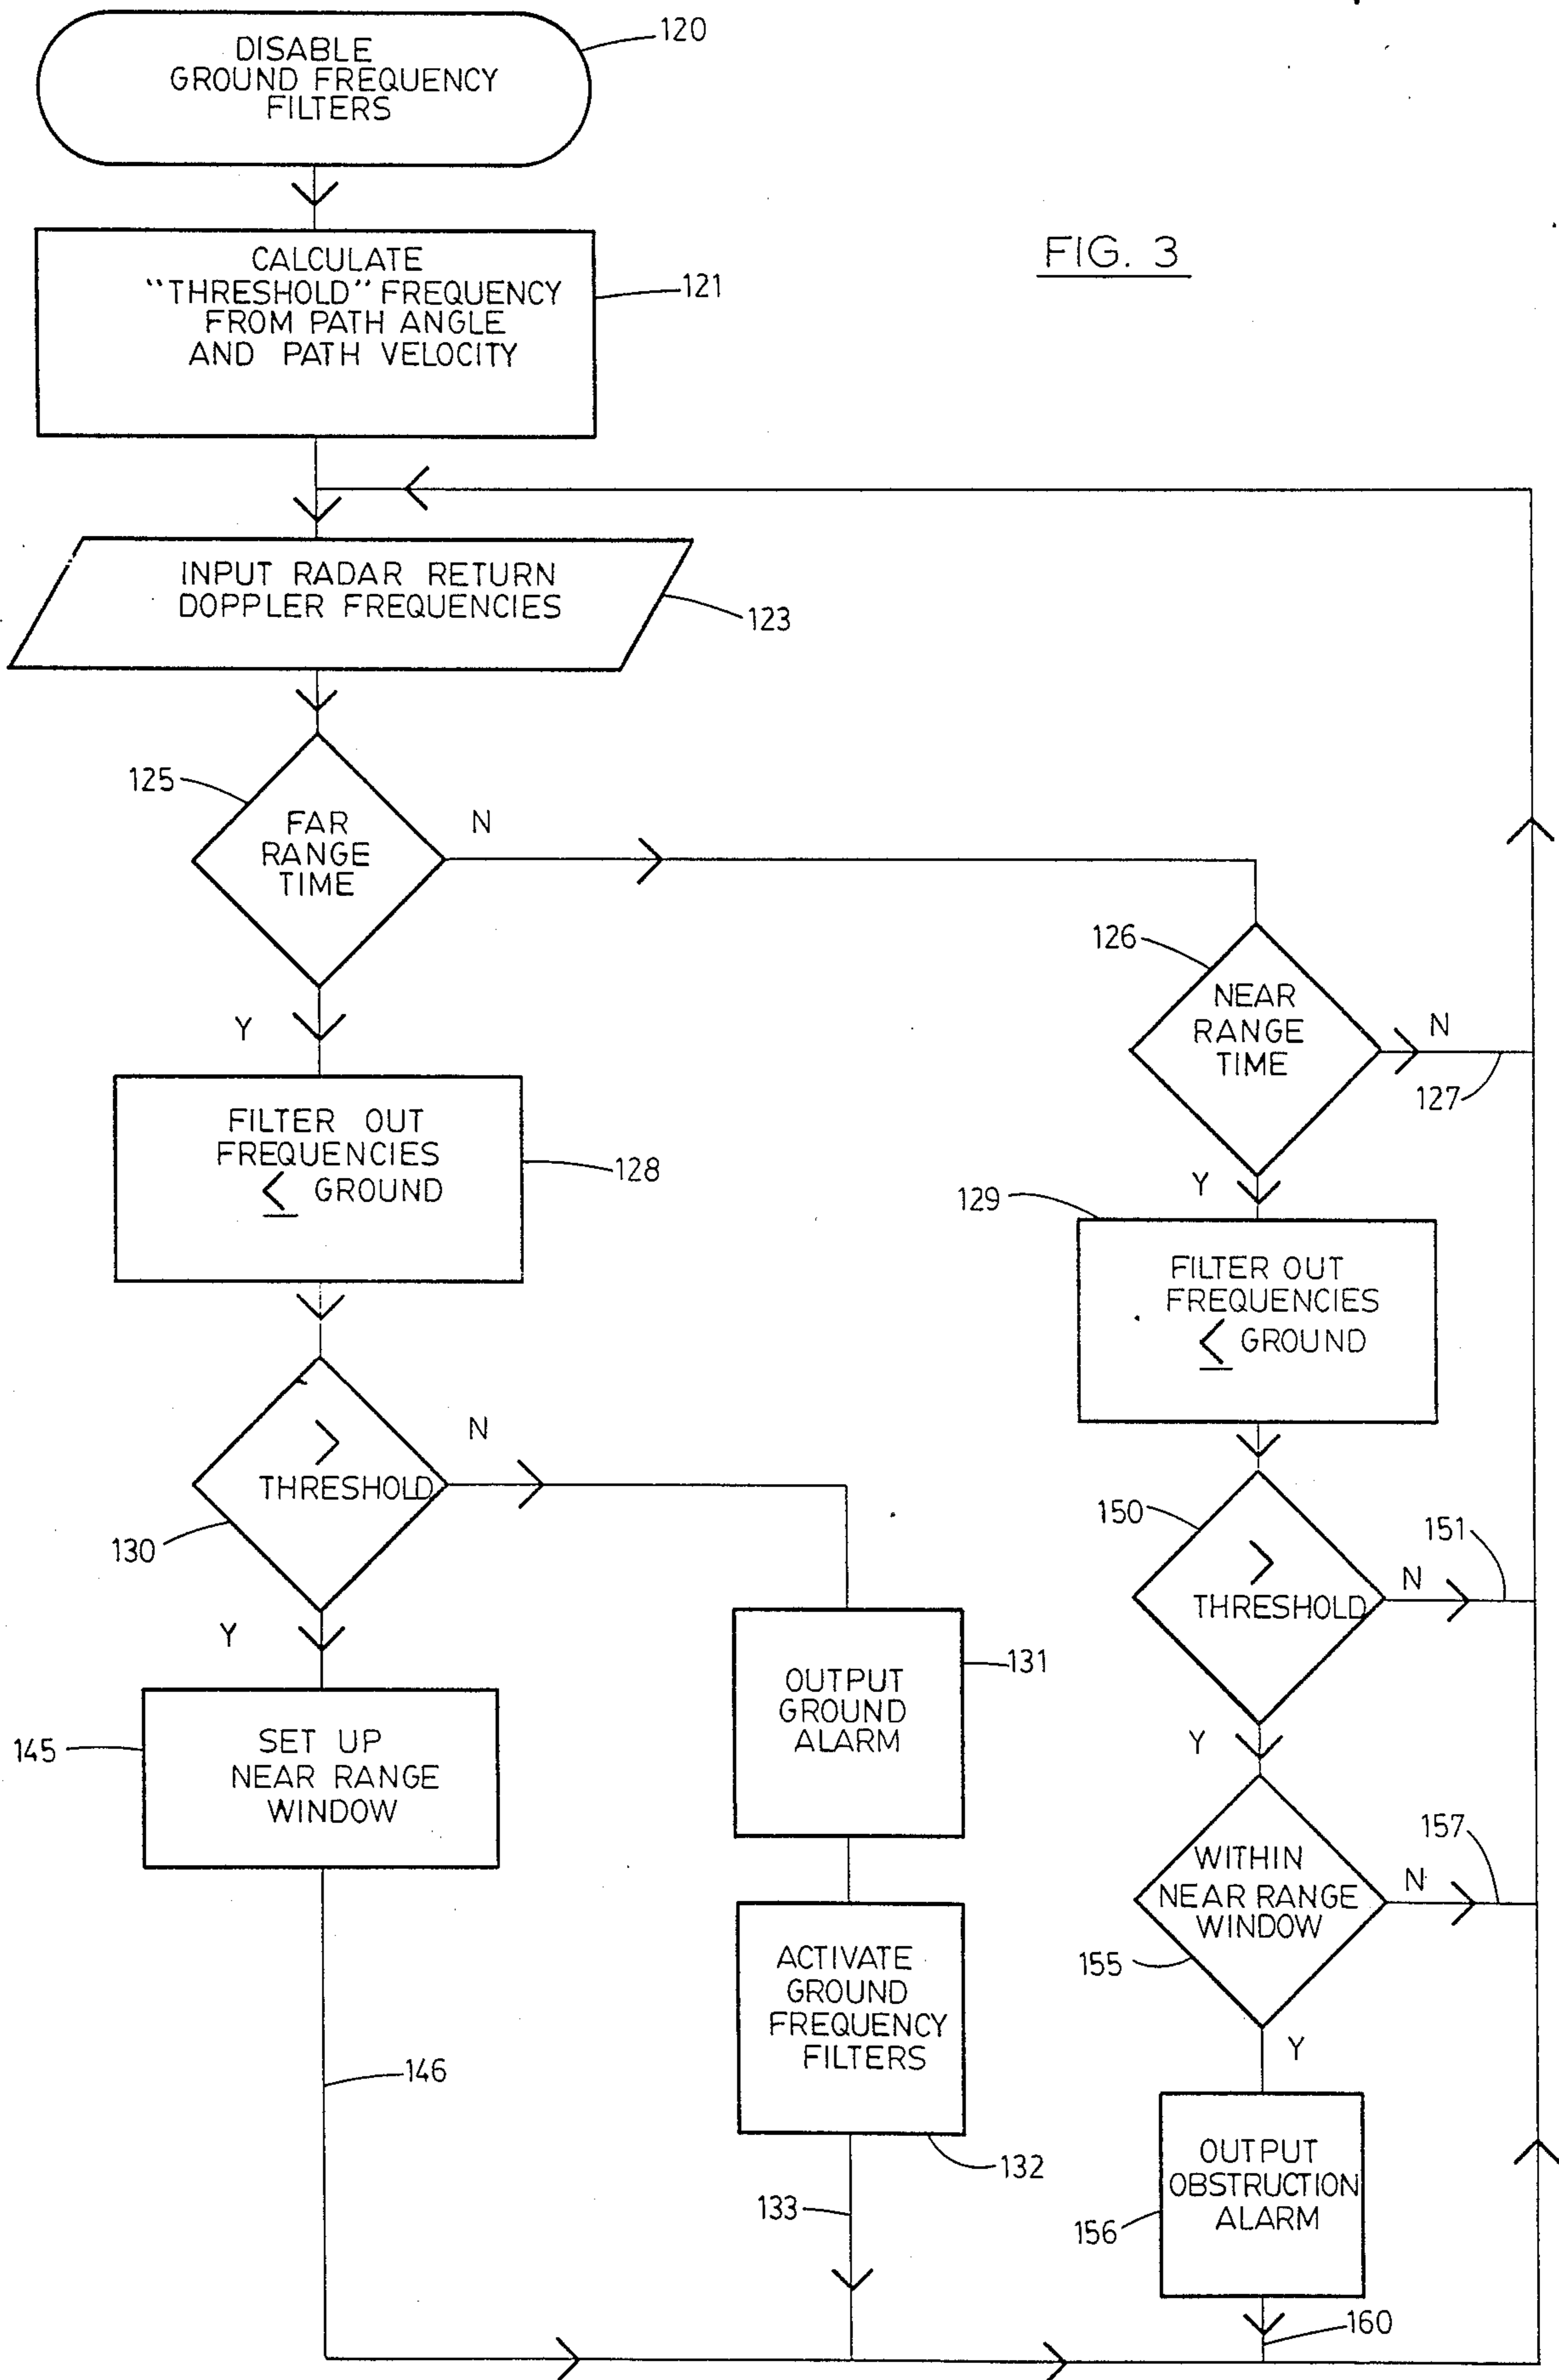 DISABLE
GROUND FREQUENCY
FILTERS
120
CALCULATE
"THRESHOLD" FREQUENCY
FROM PATH ANGLE
AND PATH VELOCITY
121
FIG. 3
INPUT RADAR RETURN
DOPPLER FREQUENCIES
123
125
FAR
RANGE
TIME
N
Y
126
NEAR
RANGE
TIME
N
127
Y
FILTER OUT
FREQUENCIES
≤ GROUND
128
129
FILTER OUT
FREQUENCIES
≤ GROUND
>
THRESHOLD
N
130
Y
150
>
THRESHOLD
N
151
Y
OUTPUT
GROUND
ALARM
131
145
SET UP
NEAR RANGE
WINDOW
WITHIN
NEAR RANGE
WINDOW
N
157
155
Y
ACTIVATE
GROUND
FREQUENCY
FILTERS
132
146
133
OUTPUT
OBSTRUCTION
ALARM
156
160